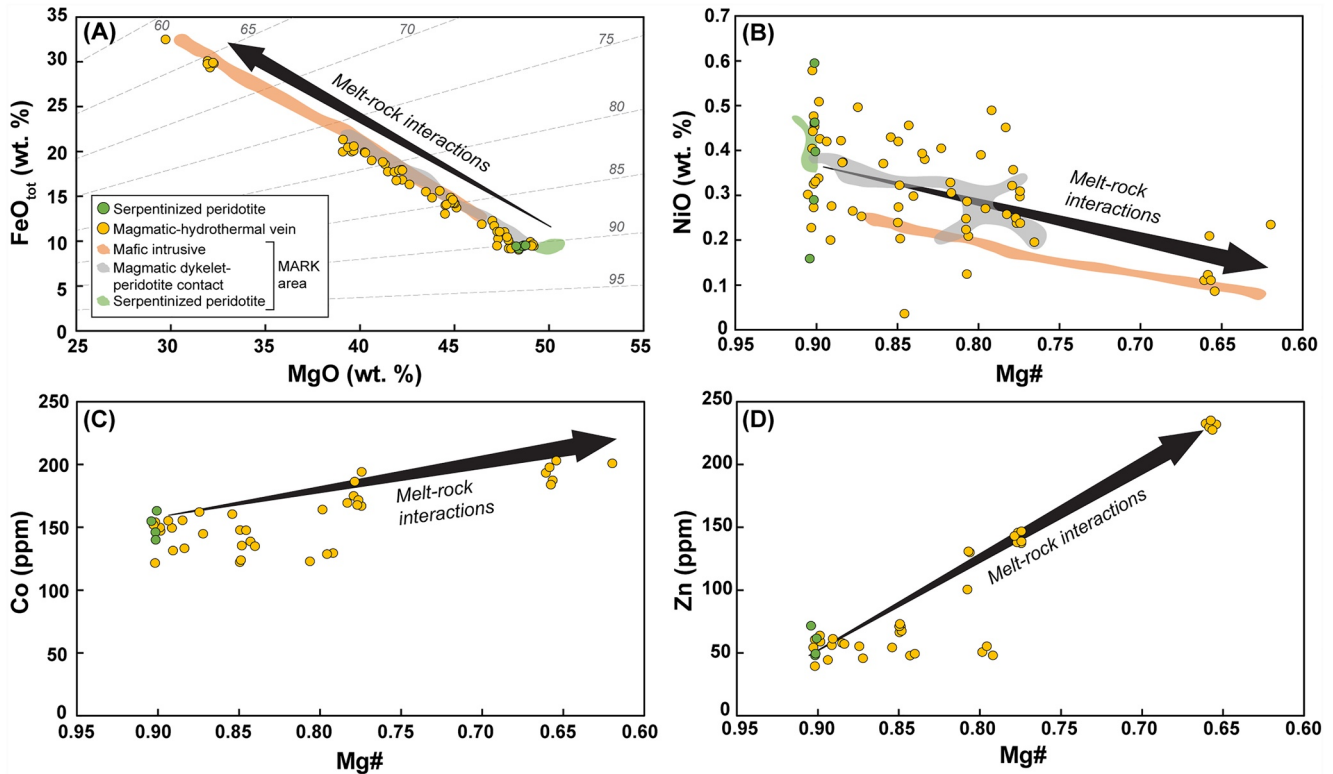 (A)
FeOtot (wt. %)
35
30
25
20
15
10
5
0
60
65
70
75
80
85
90
95
Melt-rock interactions
Serpentinized peridotite
Magmatic-hydrothermal vein
Mafic intrusive
Magmatic dykelet-
peridotite contact
Serpentinized peridotite
MARK
area
25
30
35
40
45
50
55
MgO (wt. %)
(B)
NiO (wt. %)
0.7
0.6
0.5
0.4
0.3
0.2
0.1
0
Melt-rock
interactions
0.95
0.90
0.85
0.80
0.75
0.70
0.65
0.60
Mg#
(C)
Co (ppm)
250
200
150
100
50
0
Melt-rock
interactions
0.95
0.90
0.85
0.80
0.75
0.70
0.65
0.60
Mg#
(D)
Zn (ppm)
250
200
150
100
50
0
Melt-rock interactions
0.95
0.90
0.85
0.80
0.75
0.70
0.65
0.60
Mg#